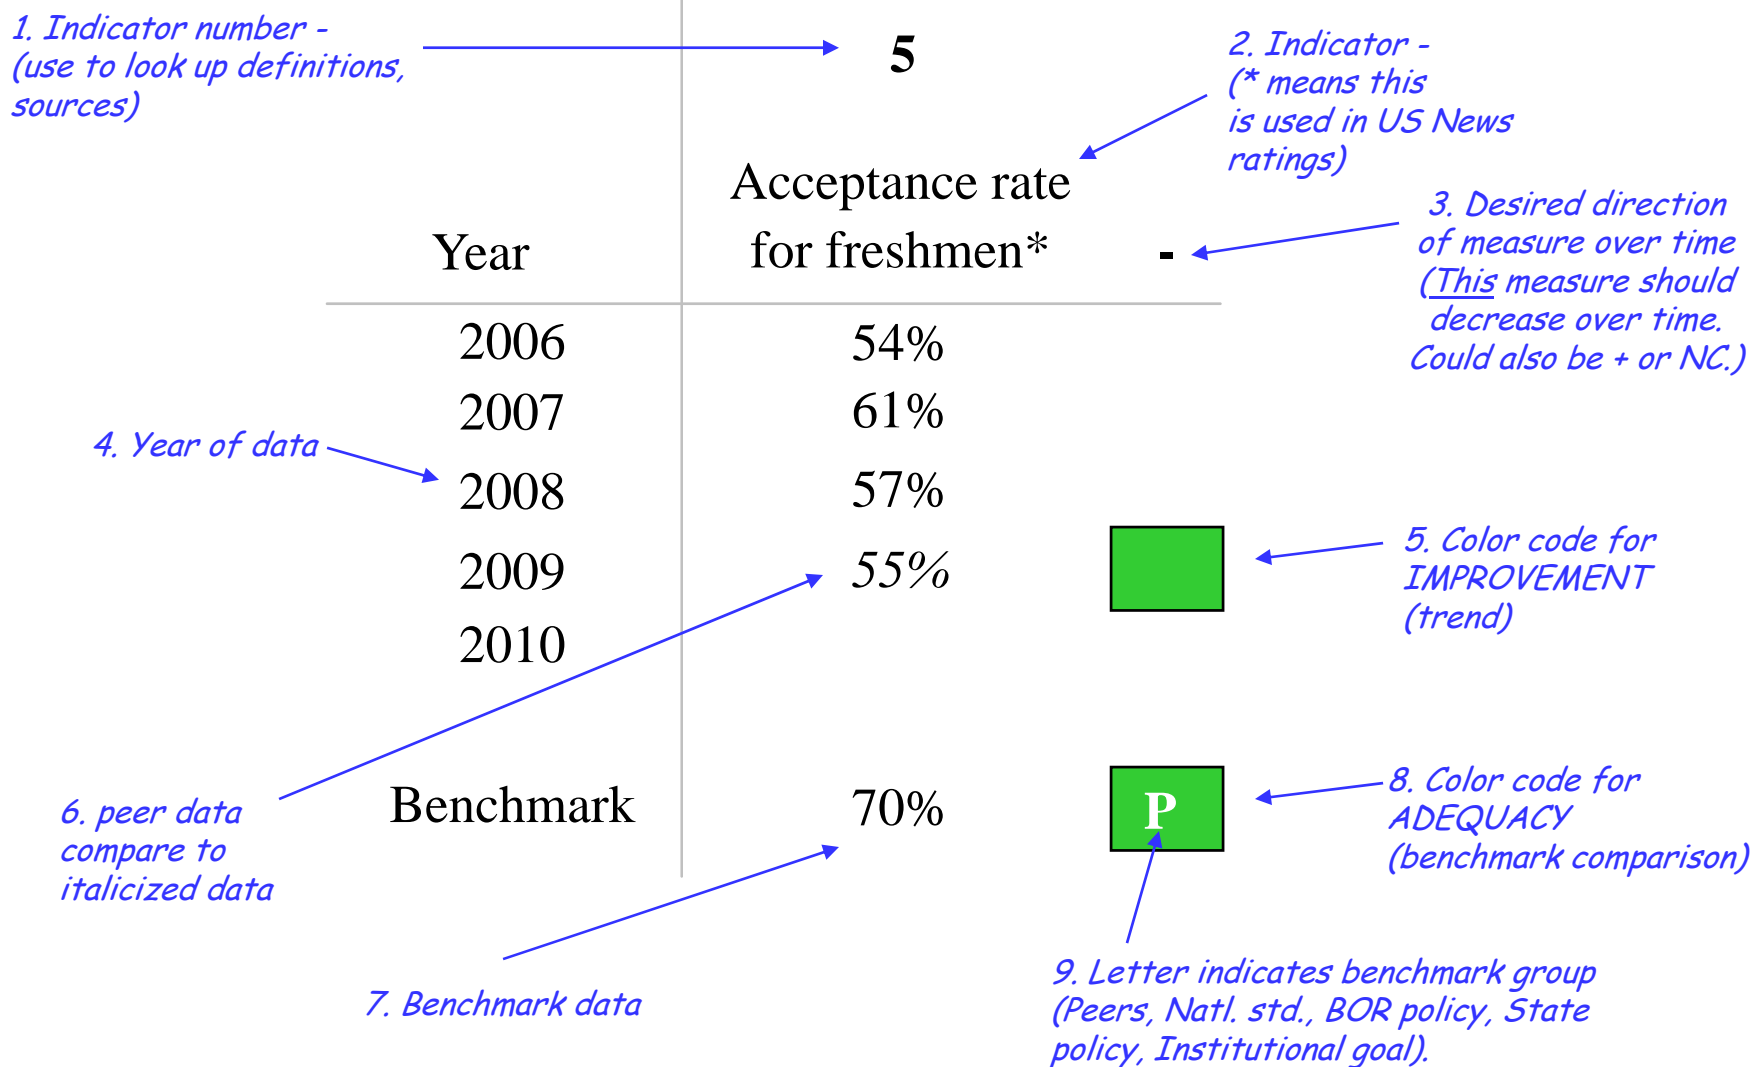 1. Indicator number -
(use to look up definitions,
sources)
5
2. Indicator -
(* means this
is used in US News
ratings)
Acceptance rate
for freshmen*
Year
-
3. Desired direction
of measure over time
(This measure should
decrease over time.
Could also be + or NC.)
2006 54%
2007 61%
4. Year of data
2008 57%
2009 55%
5. Color code for
IMPROVEMENT
(trend)
2010
6. peer data
compare to
italicized data
Benchmark 70% P
8. Color code for
ADEQUACY
(benchmark comparison)
7. Benchmark data
9. Letter indicates benchmark group
(Peers, Natl. std., BOR policy, State
policy, Institutional goal).